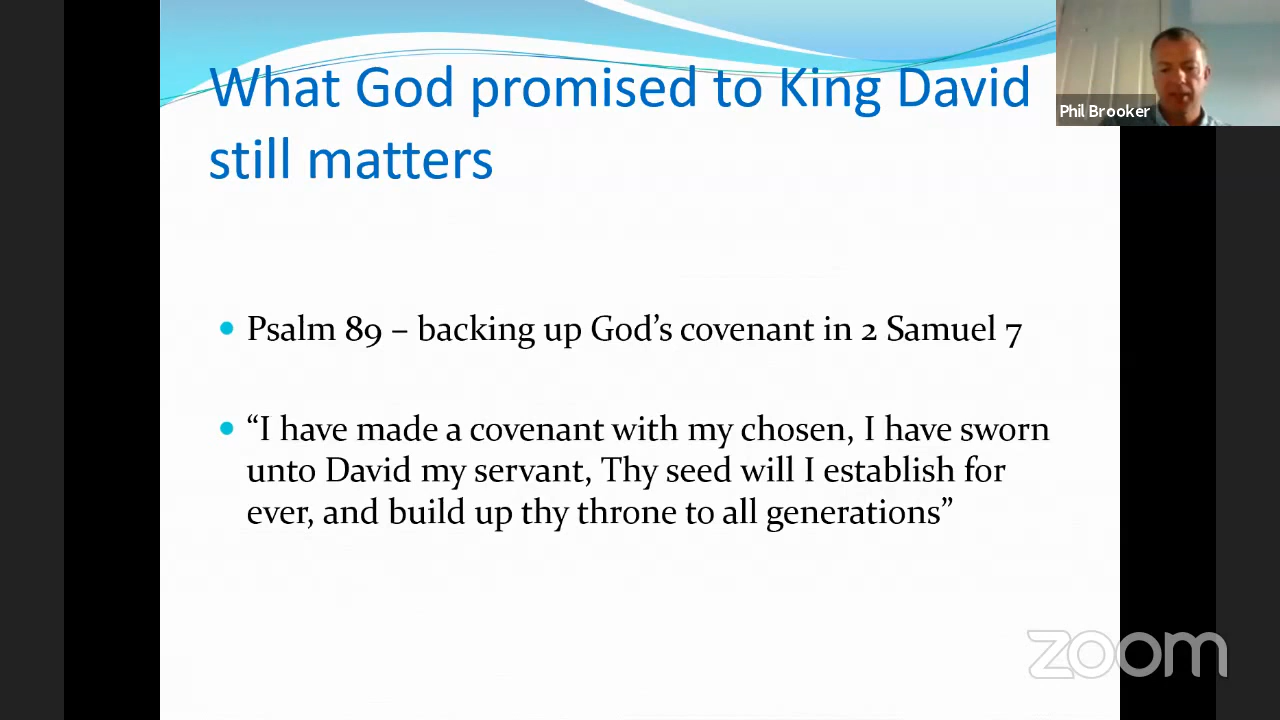 What God promised to King David
still matters
Phil Brooker
• Psalm 89 – backing up God’s covenant in 2 Samuel 7
• “I have made a covenant with my chosen, I have sworn
unto David my servant, Thy seed will I establish for
ever, and build up thy throne to all generations”
zoom